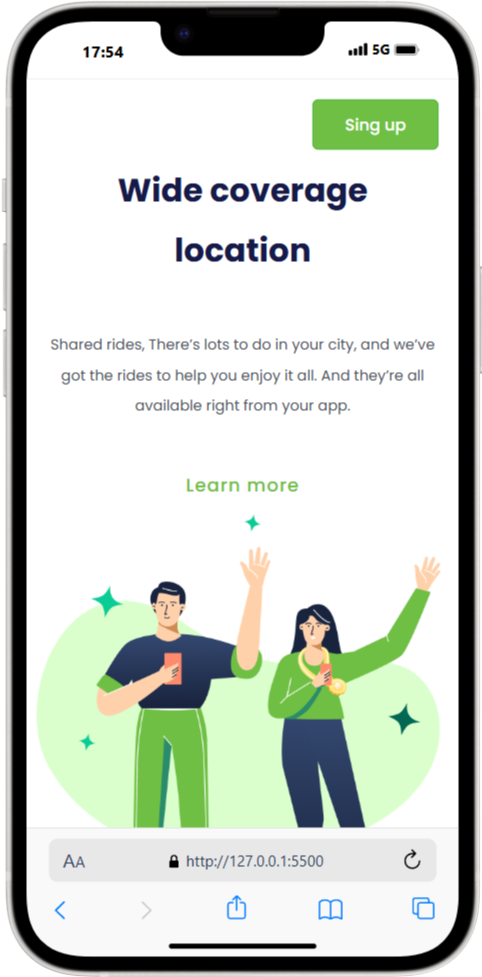 17:54
5G
Sing up
Wide coverage
location
Shared rides, There's lots to do in your city, and we've
got the rides to help you enjoy it all. And they're all
available right from your app.
Learn more
AA
http://127.0.0.1:5500